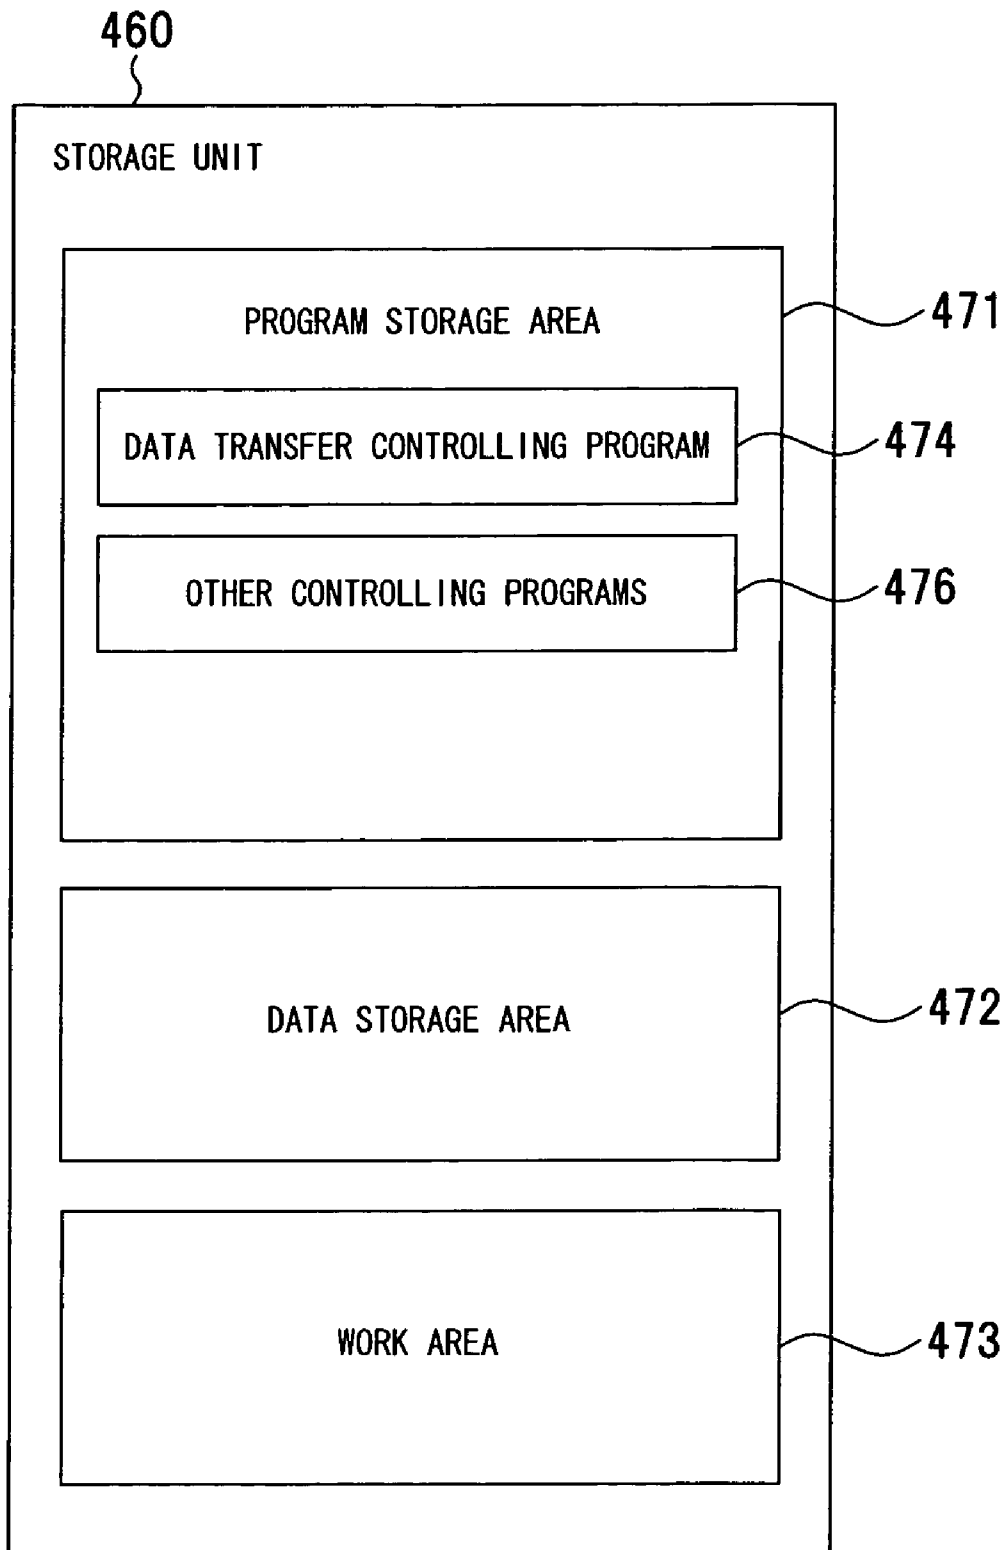 460
STORAGE UNIT
PROGRAM STORAGE AREA
471
DATA TRANSFER CONTROLLING PROGRAM
474
OTHER CONTROLLING PROGRAMS
476
DATA STORAGE AREA
472
WORK AREA
473